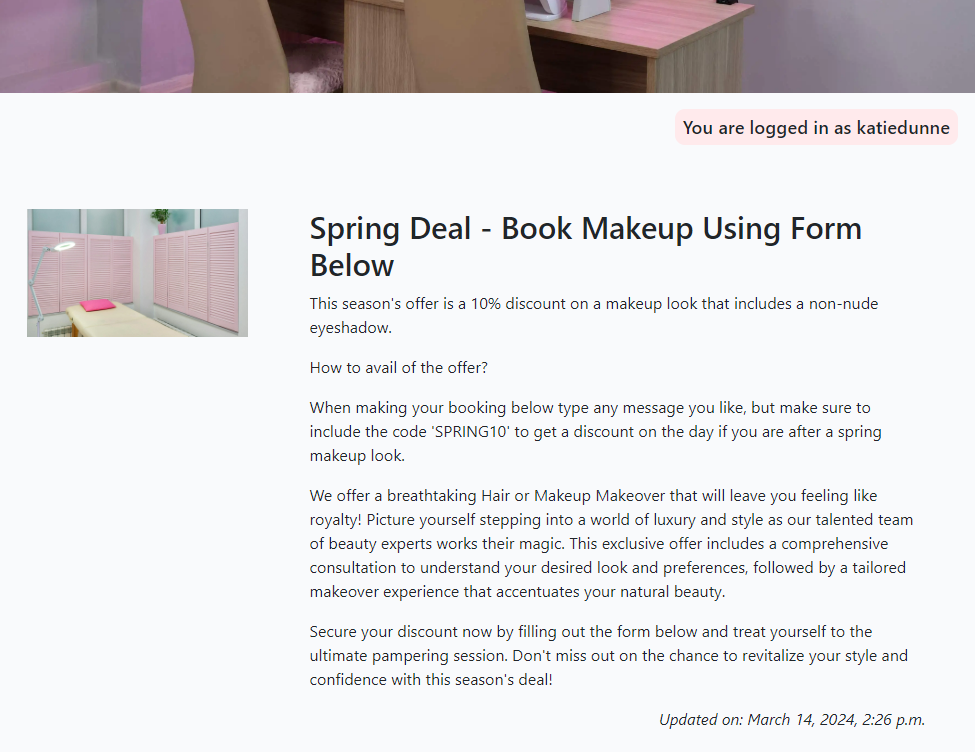 You are logged in as katiedunne
Spring Deal - Book Makeup Using Form
Below
This season's offer is a 10% discount on a makeup look that includes a non-nude
eyeshadow.
How to avail of the offer?
When making your booking below type any message you like, but make sure to
include the code 'SPRING10' to get a discount on the day if you are after a spring
makeup look.
We offer a breathtaking Hair or Makeup Makeover that will leave you feeling like
royalty! Picture yourself stepping into a world of luxury and style as our talented team
of beauty experts works their magic. This exclusive offer includes a comprehensive
consultation to understand your desired look and preferences, followed by a tailored
makeover experience that accentuates your natural beauty.
Secure your discount now by filling out the form below and treat yourself to the
ultimate pampering session. Don't miss out on the chance to revitalize your style and
confidence with this season's deal!
Updated on: March 14, 2024, 2:26 p.m.